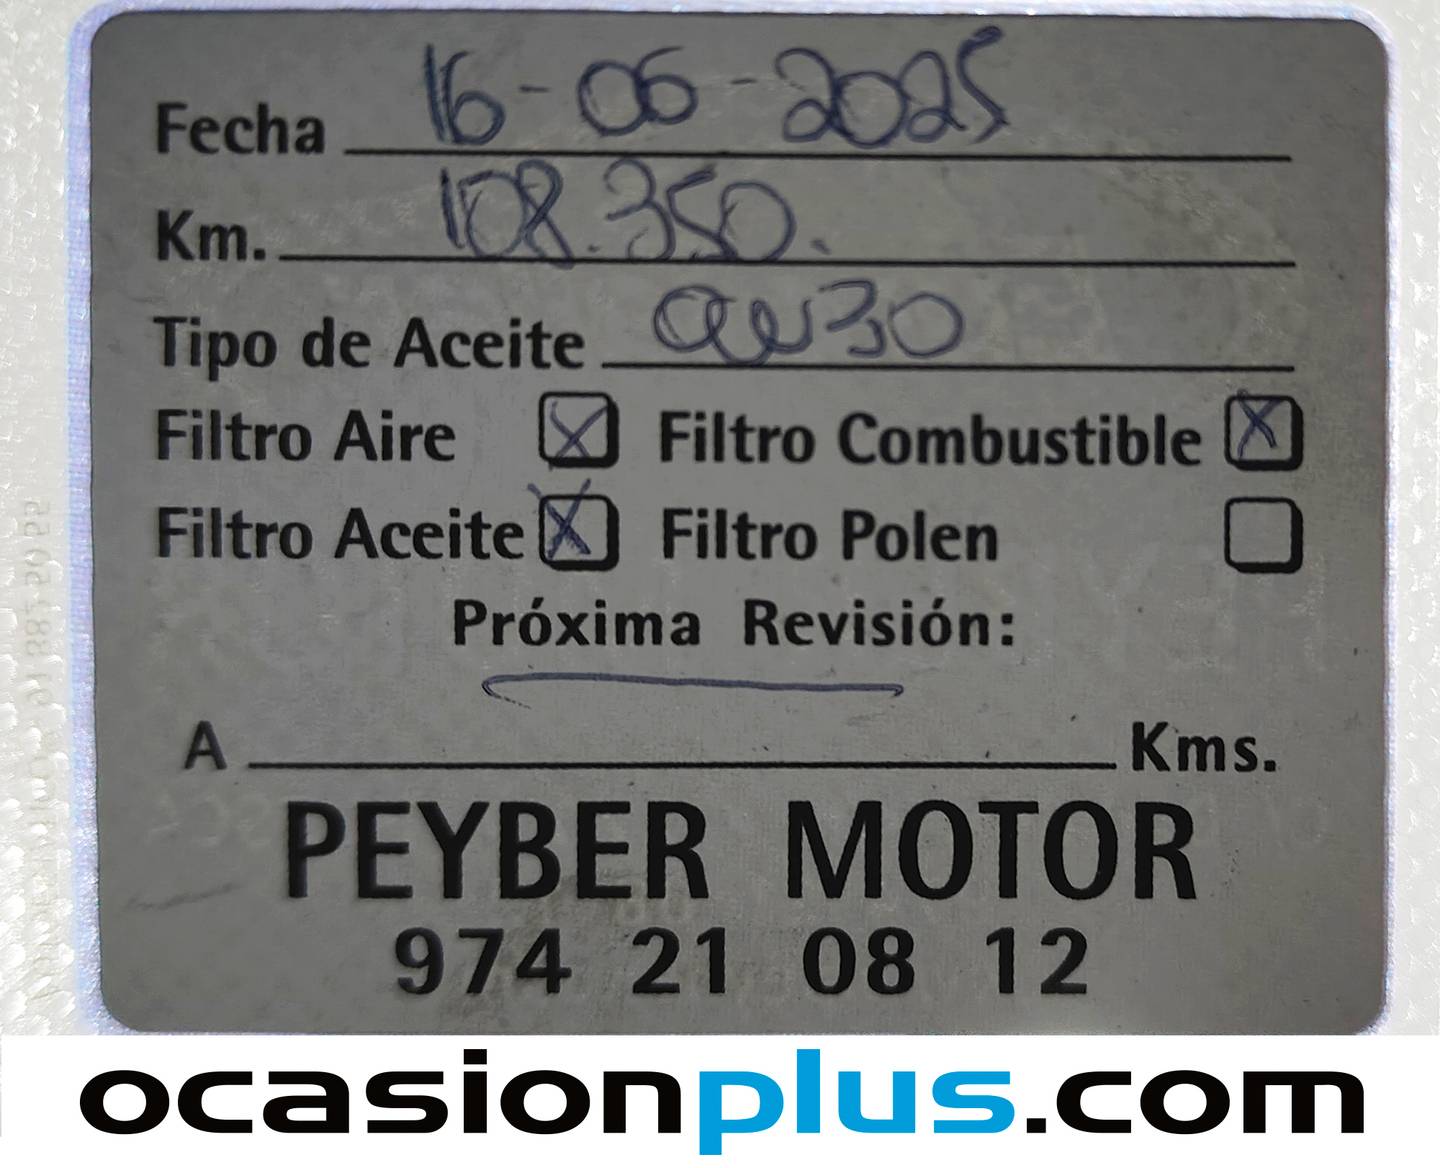 Fecha 16-06-2025
Km. 108.350.
Tipo de Aceite 0W30
Filtro Aire X Filtro Combustible X
Filtro Aceite X Filtro Polen
Próxima Revisión:
A Kms.
PEYBER MOTOR
974 21 08 12
ocasionplus.com